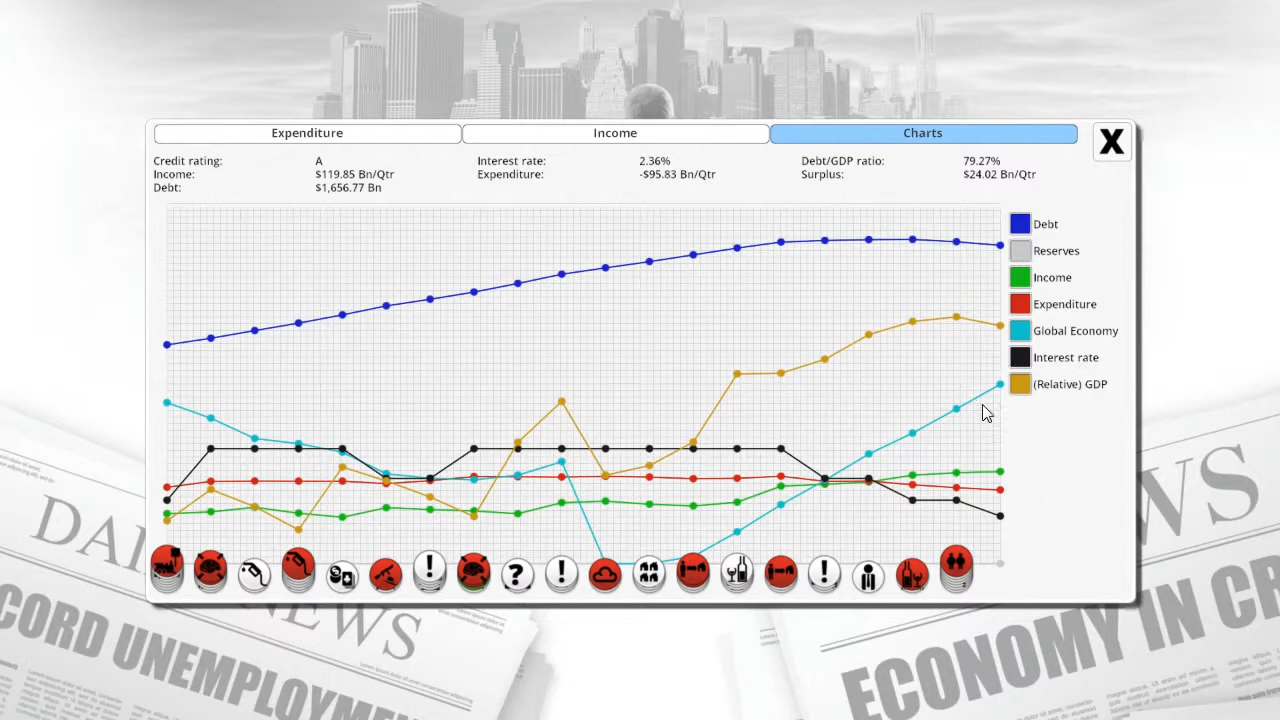 Expenditure
Income
Charts
X
Credit rating: A
Income: $119.85 Bn/Qtr
Debt: $1,656.77 Bn
Interest rate: 2.36%
Expenditure: -$95.83 Bn/Qtr
Debt/GDP ratio: 79.27%
Surplus: $24.02 Bn/Qtr
Debt
Reserves
Income
Expenditure
Global Economy
Interest rate
(Relative) GDP
! ? ! !
NEWS
CORD UNEMPLOYM
WS
ECONOMY IN CR